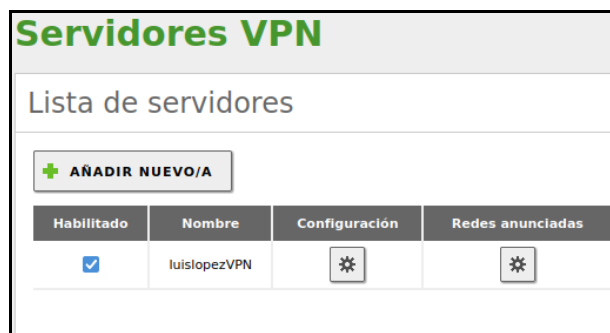 Servidores VPN
Lista de servidores
AÑADIR NUEVO/A
Habilitado Nombre Configuración Redes anunciadas
luislopezVPN